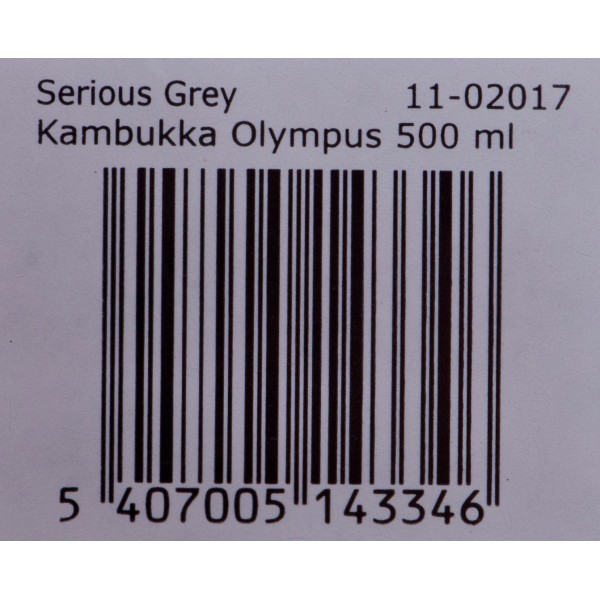 Serious Grey 11-02017
Kambukka Olympus 500 ml
5 407005 143346